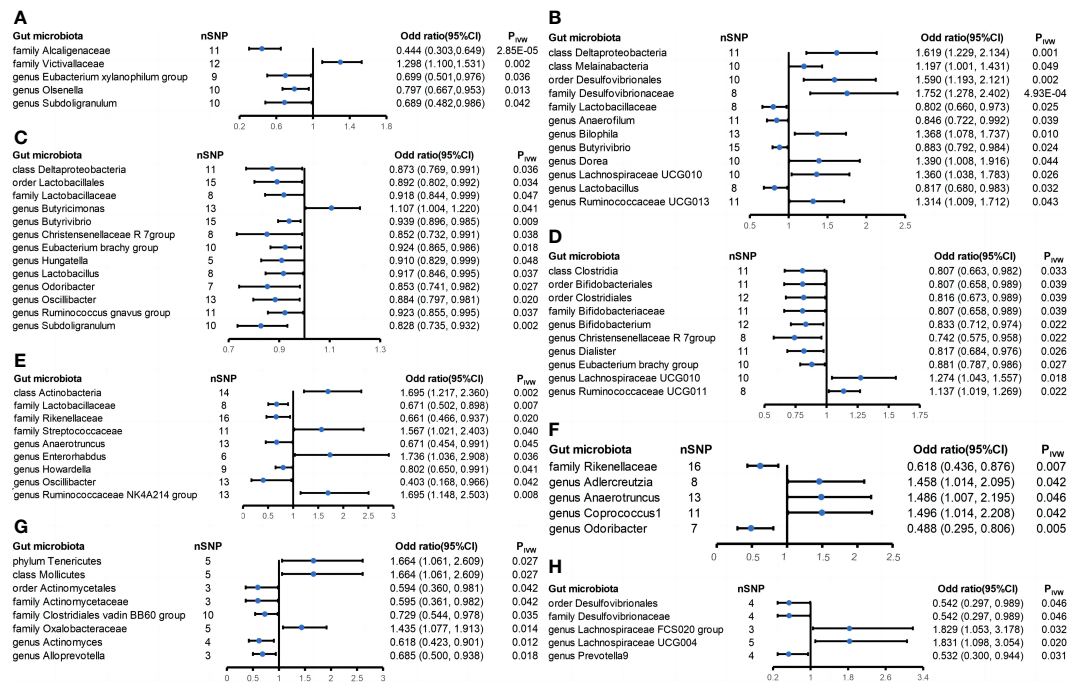 A
Gut microbiota nSNP Odd ratio(95%CI) PIVW
family Alcaligenaceae 11 0.444 (0.303,0.649) 2.85E-05
family Victivallaceae 12 1.298 (1.100,1.531) 0.002
genus Eubacterium xylanophilum group 9 0.699 (0.501,0.976) 0.036
genus Olsenella 10 0.797 (0.667,0.953) 0.013
genus Subdoligranulum 10 0.689 (0.482,0.986) 0.042
0.2 0.6 1 1.4 1.8
B
Gut microbiota nSNP Odd ratio(95%CI) PIVW
class Deltaproteobacteria 11 1.619 (1.229, 2.134) 0.001
class Melainabacteria 10 1.197 (1.001, 1.431) 0.049
order Desulfovibrionales 10 1.590 (1.193, 2.121) 0.002
family Desulfovibrionaceae 8 1.752 (1.278, 2.402) 4.93E-04
family Lactobacillaceae 8 0.802 (0.660, 0.973) 0.025
genus Anaerofilum 11 0.846 (0.722, 0.992) 0.039
genus Bilophila 13 1.368 (1.078, 1.737) 0.010
genus Butyrivibrio 15 0.883 (0.792, 0.984) 0.024
genus Dorea 10 1.390 (1.008, 1.916) 0.044
genus Lachnospiraceae UCG010 10 1.360 (1.038, 1.783) 0.026
genus Lactobacillus 8 0.817 (0.680, 0.983) 0.032
genus Ruminococcaceae UCG013 11 1.314 (1.009, 1.712) 0.043
0.5 1 1.5 2 2.5
C
Gut microbiota nSNP Odd ratio(95%CI) PIVW
class Deltaproteobacteria 11 0.873 (0.769, 0.991) 0.036
order Lactobacillales 15 0.892 (0.802, 0.992) 0.034
family Lactobacillaceae 8 0.918 (0.844, 0.999) 0.047
genus Butyricimonas 13 1.107 (1.004, 1.220) 0.041
genus Butyrivibrio 15 0.939 (0.896, 0.985) 0.009
genus Christensenellaceae R 7group 8 0.852 (0.732, 0.991) 0.038
genus Eubacterium brachy group 10 0.924 (0.865, 0.986) 0.018
genus Hungatella 5 0.910 (0.829, 0.999) 0.048
genus Lactobacillus 8 0.917 (0.846, 0.995) 0.037
genus Odoribacter 7 0.853 (0.741, 0.982) 0.027
genus Oscillibacter 13 0.884 (0.797, 0.981) 0.020
genus Ruminococcus gnavus group 11 0.923 (0.855, 0.995) 0.037
genus Subdoligranulum 10 0.828 (0.735, 0.932) 0.002
0.7 0.9 1.1 1.3
D
Gut microbiota nSNP Odd ratio(95%CI) PIVW
class Clostridia 11 0.807 (0.663, 0.982) 0.033
order Bifidobacteriales 11 0.807 (0.658, 0.989) 0.039
order Clostridiales 12 0.816 (0.673, 0.989) 0.039
family Bifidobacteriaceae 11 0.807 (0.658, 0.989) 0.039
genus Bifidobacterium 12 0.833 (0.712, 0.974) 0.022
genus Christensenellaceae R 7group 8 0.742 (0.575, 0.958) 0.022
genus Dialister 11 0.817 (0.684, 0.976) 0.026
genus Eubacterium brachy group 10 0.881 (0.787, 0.986) 0.027
genus Lachnospiraceae UCG010 10 1.274 (1.043, 1.557) 0.018
genus Ruminococcaceae UCG011 8 1.137 (1.019, 1.269) 0.022
0.5 0.75 1 1.25 1.5 1.75
E
Gut microbiota nSNP Odd ratio(95%CI) PIVW
class Actinobacteria 14 1.695 (1.217, 2.360) 0.002
family Lactobacillaceae 8 0.671 (0.502, 0.898) 0.007
family Rikenellaceae 16 0.661 (0.466, 0.937) 0.020
family Streptococcaceae 11 1.567 (1.021, 2.403) 0.040
genus Anaerotruncus 13 0.671 (0.454, 0.991) 0.045
genus Enterorhabdus 6 1.736 (1.036, 2.908) 0.036
genus Howardella 9 0.802 (0.650, 0.991) 0.041
genus Oscillibacter 13 0.403 (0.168, 0.966) 0.042
genus Ruminococcaceae NK4A214 group 13 1.695 (1.148, 2.503) 0.008
0 0.5 1 1.5 2 2.5 3
F
Gut microbiota nSNP Odd ratio(95%CI) PIVW
family Rikenellaceae 16 0.618 (0.436, 0.876) 0.007
genus Adlercreutzia 8 1.458 (1.014, 2.095) 0.042
genus Anaerotruncus 13 1.486 (1.007, 2.195) 0.046
genus Coprococcus1 11 1.496 (1.014, 2.208) 0.042
genus Odoribacter 7 0.488 (0.295, 0.806) 0.005
0 0.5 1 1.5 2 2.5
G
Gut microbiota nSNP Odd ratio(95%CI) PIVW
phylum Tenericutes 5 1.664 (1.061, 2.609) 0.027
class Mollicutes 5 1.664 (1.061, 2.609) 0.027
order Actinomycetales 3 0.594 (0.360, 0.981) 0.042
family Actinomycetaceae 3 0.595 (0.361, 0.982) 0.042
family Clostridiales vadin BB60 group 10 0.729 (0.544, 0.978) 0.035
family Oxalobacteraceae 5 1.435 (1.077, 1.913) 0.014
genus Actinomyces 4 0.618 (0.423, 0.901) 0.012
genus Alloprevotella 3 0.685 (0.500, 0.938) 0.018
0 0.5 1 1.5 2 2.5 3
H
Gut microbiota nSNP Odd ratio(95%CI) PIVW
order Desulfovibrionales 4 0.542 (0.297, 0.989) 0.046
family Desulfovibrionaceae 4 0.542 (0.297, 0.989) 0.046
genus Lachnospiraceae FCS020 group 3 1.829 (1.053, 3.178) 0.032
genus Lachnospiraceae UCG004 5 1.831 (1.098, 3.054) 0.020
genus Prevotella9 4 0.532 (0.300, 0.944) 0.031
0.2 1 1.8 2.6 3.4